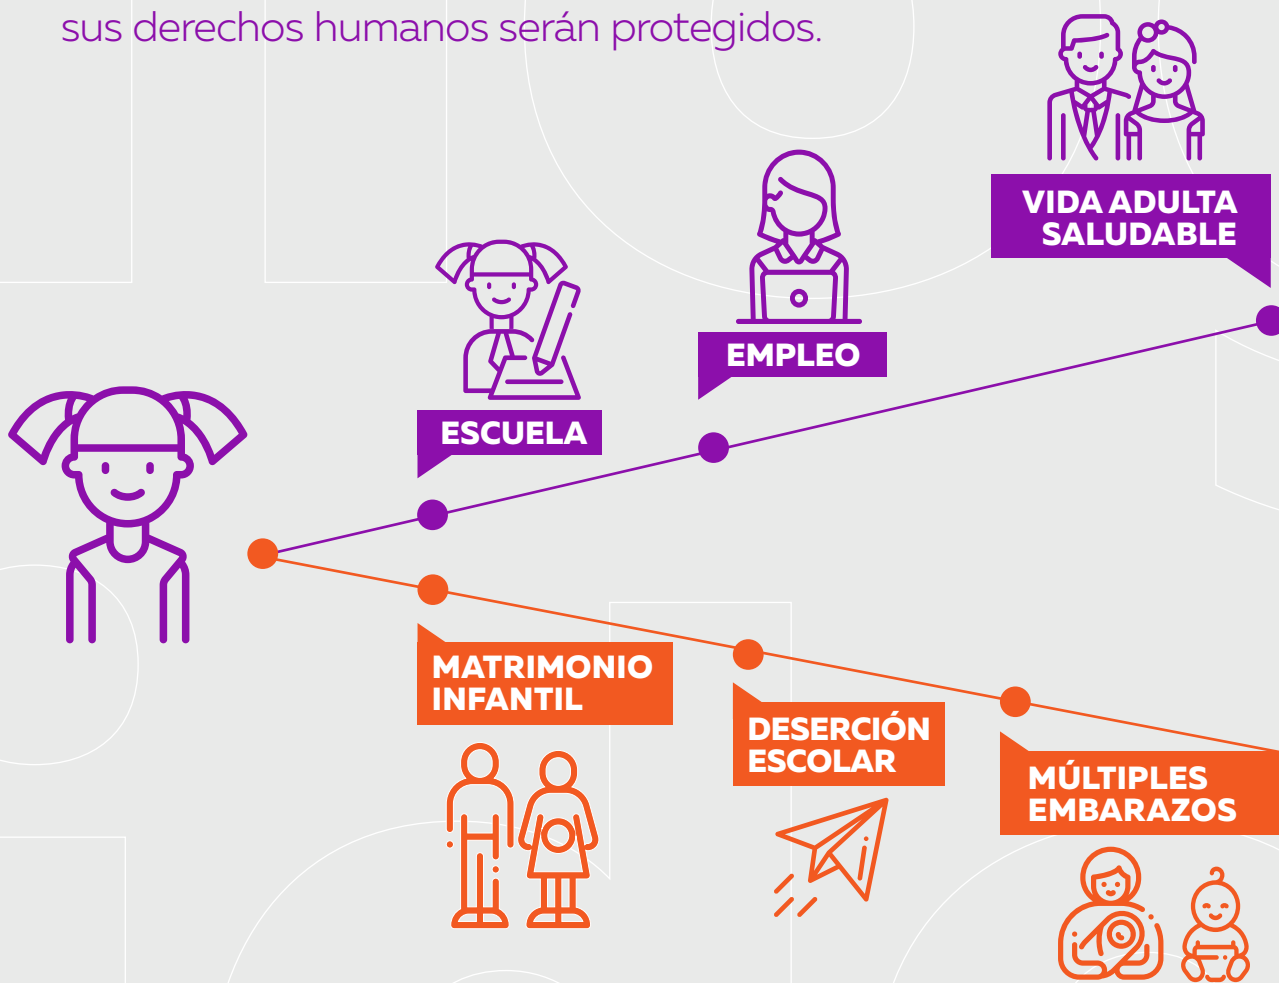 sus derechos humanos serán protegidos.
VIDA ADULTA
SALUDABLE
EMPLEO
ESCUELA
MATRIMONIO
INFANTIL
DESERCIÓN
ESCOLAR
MÚLTIPLES
EMBARAZOS